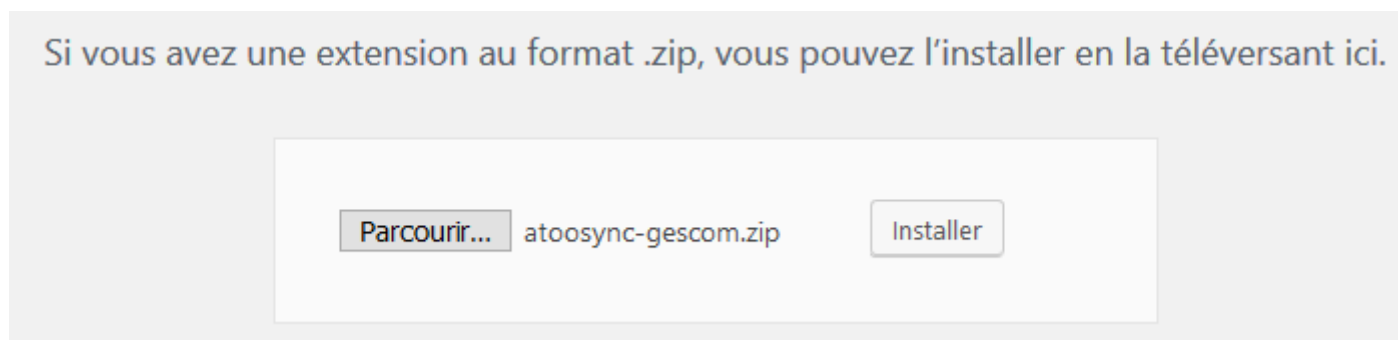 Si vous avez une extension au format .zip, vous pouvez l’installer en la téléversant ici.
Parcourir... atoosync-gescom.zip Installer